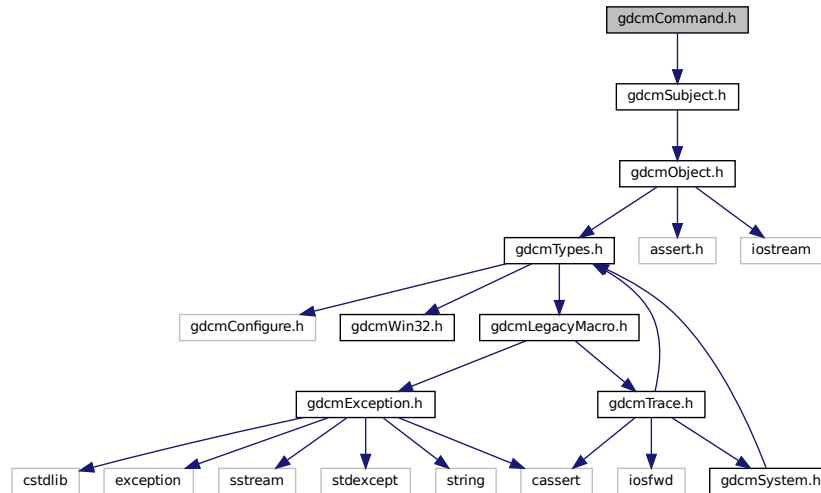 gdcmCommand.h
gdcmSubject.h
gdcmObject.h
gdcmTypes.h
assert.h
iostream
gdcmConfigure.h
gdcmWin32.h
gdcmLegacyMacro.h
gdcmException.h
gdcmTrace.h
cstdlib
exception
sstream
stdexcept
string
cassert
iosfwd
gdcmSystem.h